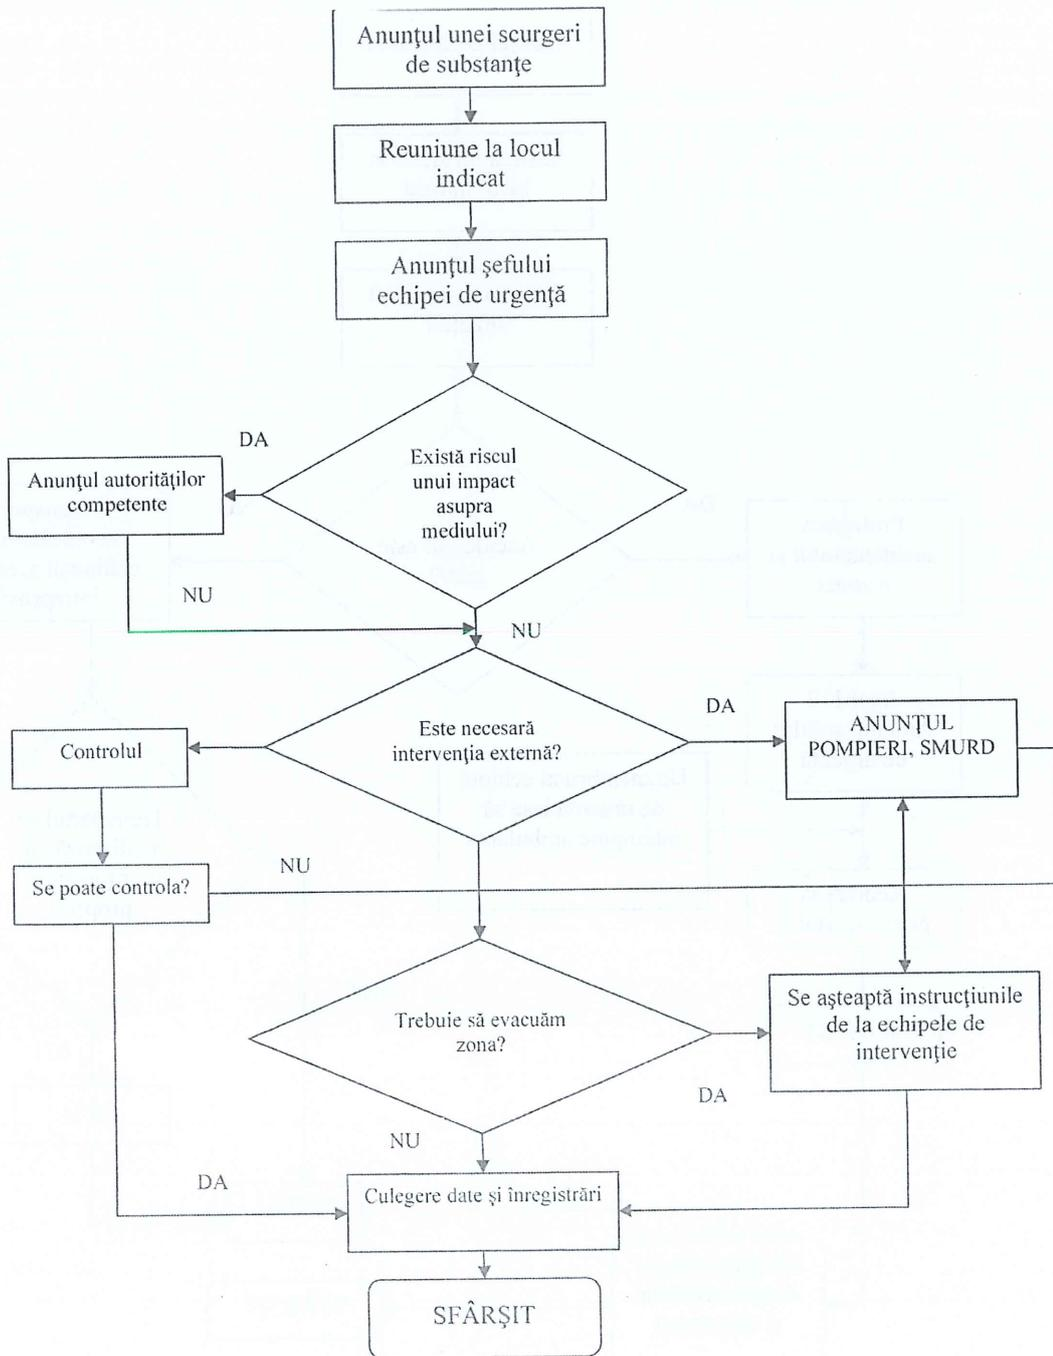 Anunţul unei scurgeri
de substanţe
Reuniune la locul
indicat
Anunţul şefului
echipei de urgenţă
DA
Există riscul
unui impact
asupra
mediului?
Anunţul autorităţilor
competente
NU
NU
DA
Este necesară
intervenţia externă?
ANUNŢUL
POMPIERI, SMURD
Controlul
NU
Se poate controla?
Trebuie să evacuăm
zona?
Se aşteaptă instrucţiunile
de la echipele de
intervenţie
DA
NU
DA
Culegere date şi înregistrări
SFÂRŞIT